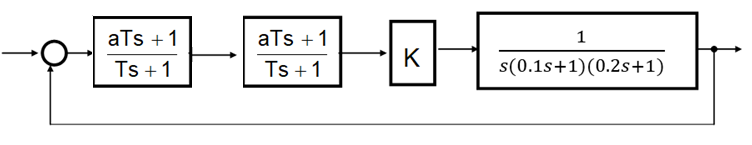 aTs + 1
Ts + 1
aTs + 1
Ts + 1
K
1
s(0.1s+1)(0.2s+1)